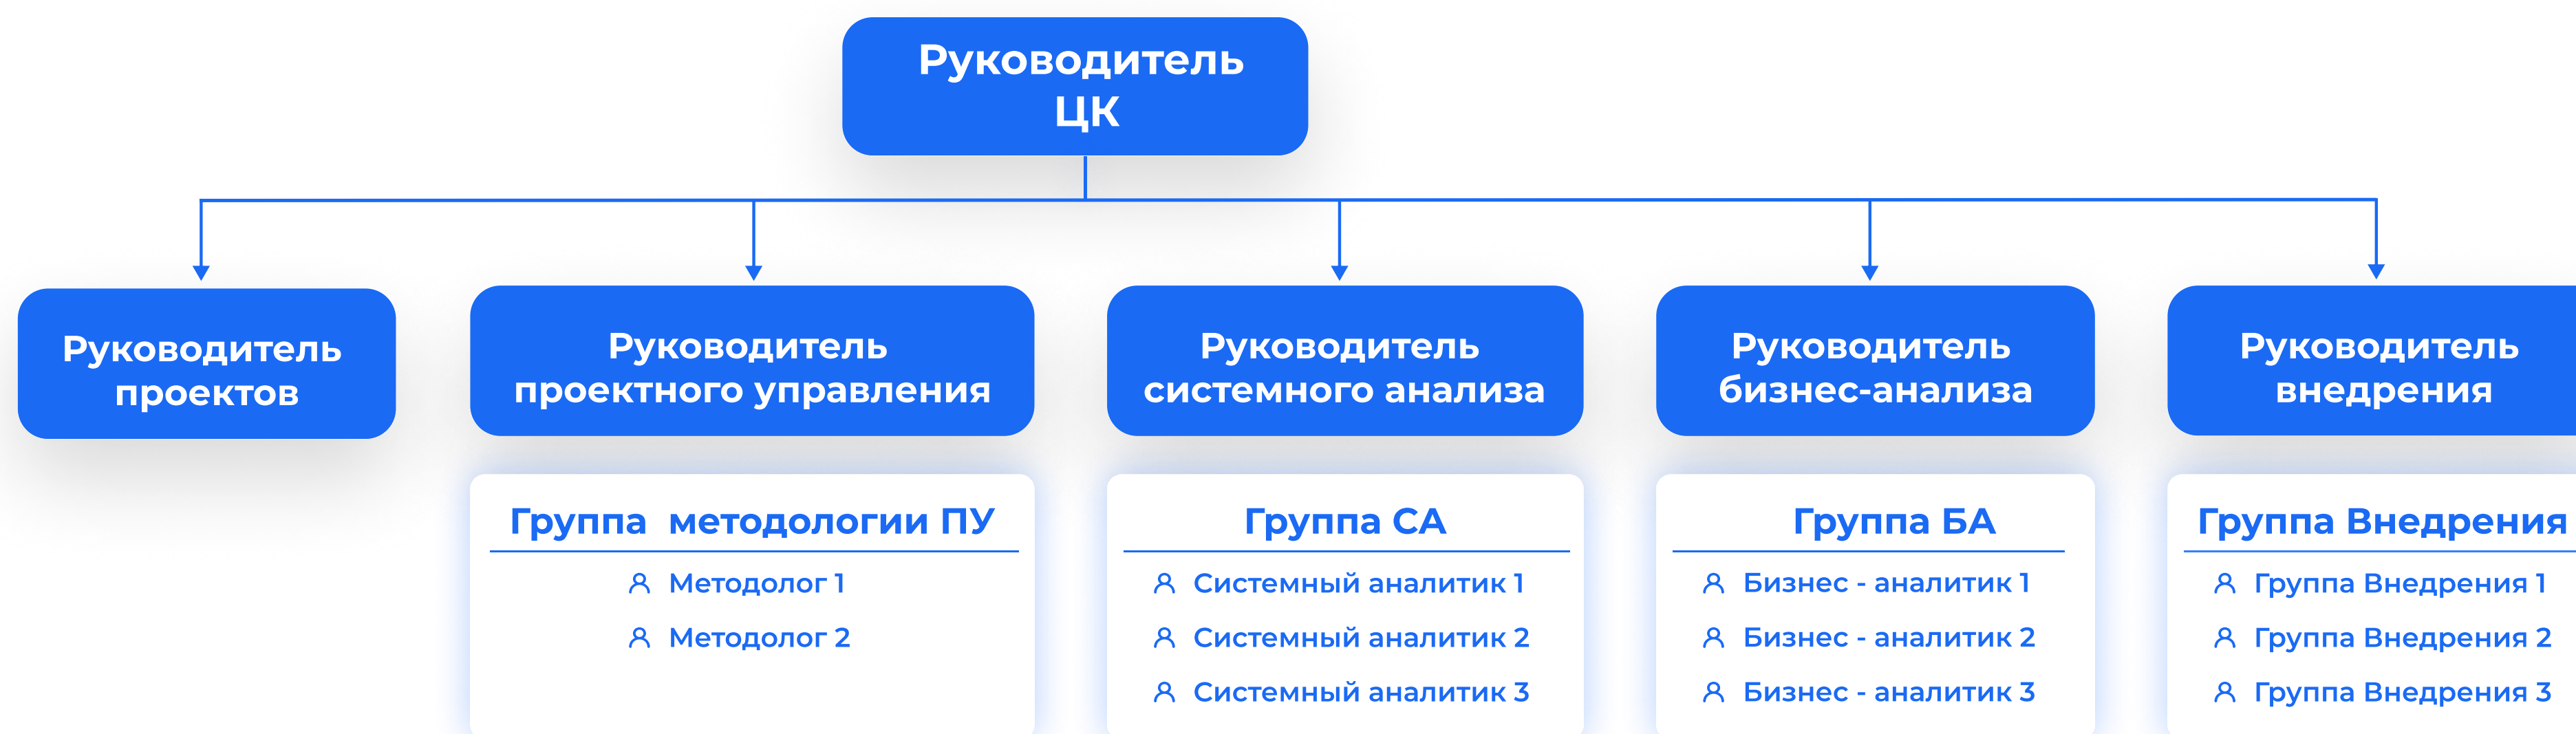 Руководитель
ЦК
Руководитель
проектов
Руководитель
проектного управления
Руководитель
системного анализа
Руководитель
бизнес-анализа
Руководитель
внедрения
Группа  методологии ПУ
Методолог 1
Методолог 2
Группа СА
Системный аналитик 1
Системный аналитик 2
Системный аналитик 3
Группа БА
Бизнес - аналитик 1
Бизнес - аналитик 2
Бизнес - аналитик 3
Группа Внедрения
Группа Внедрения 1
Группа Внедрения 2
Группа Внедрения 3